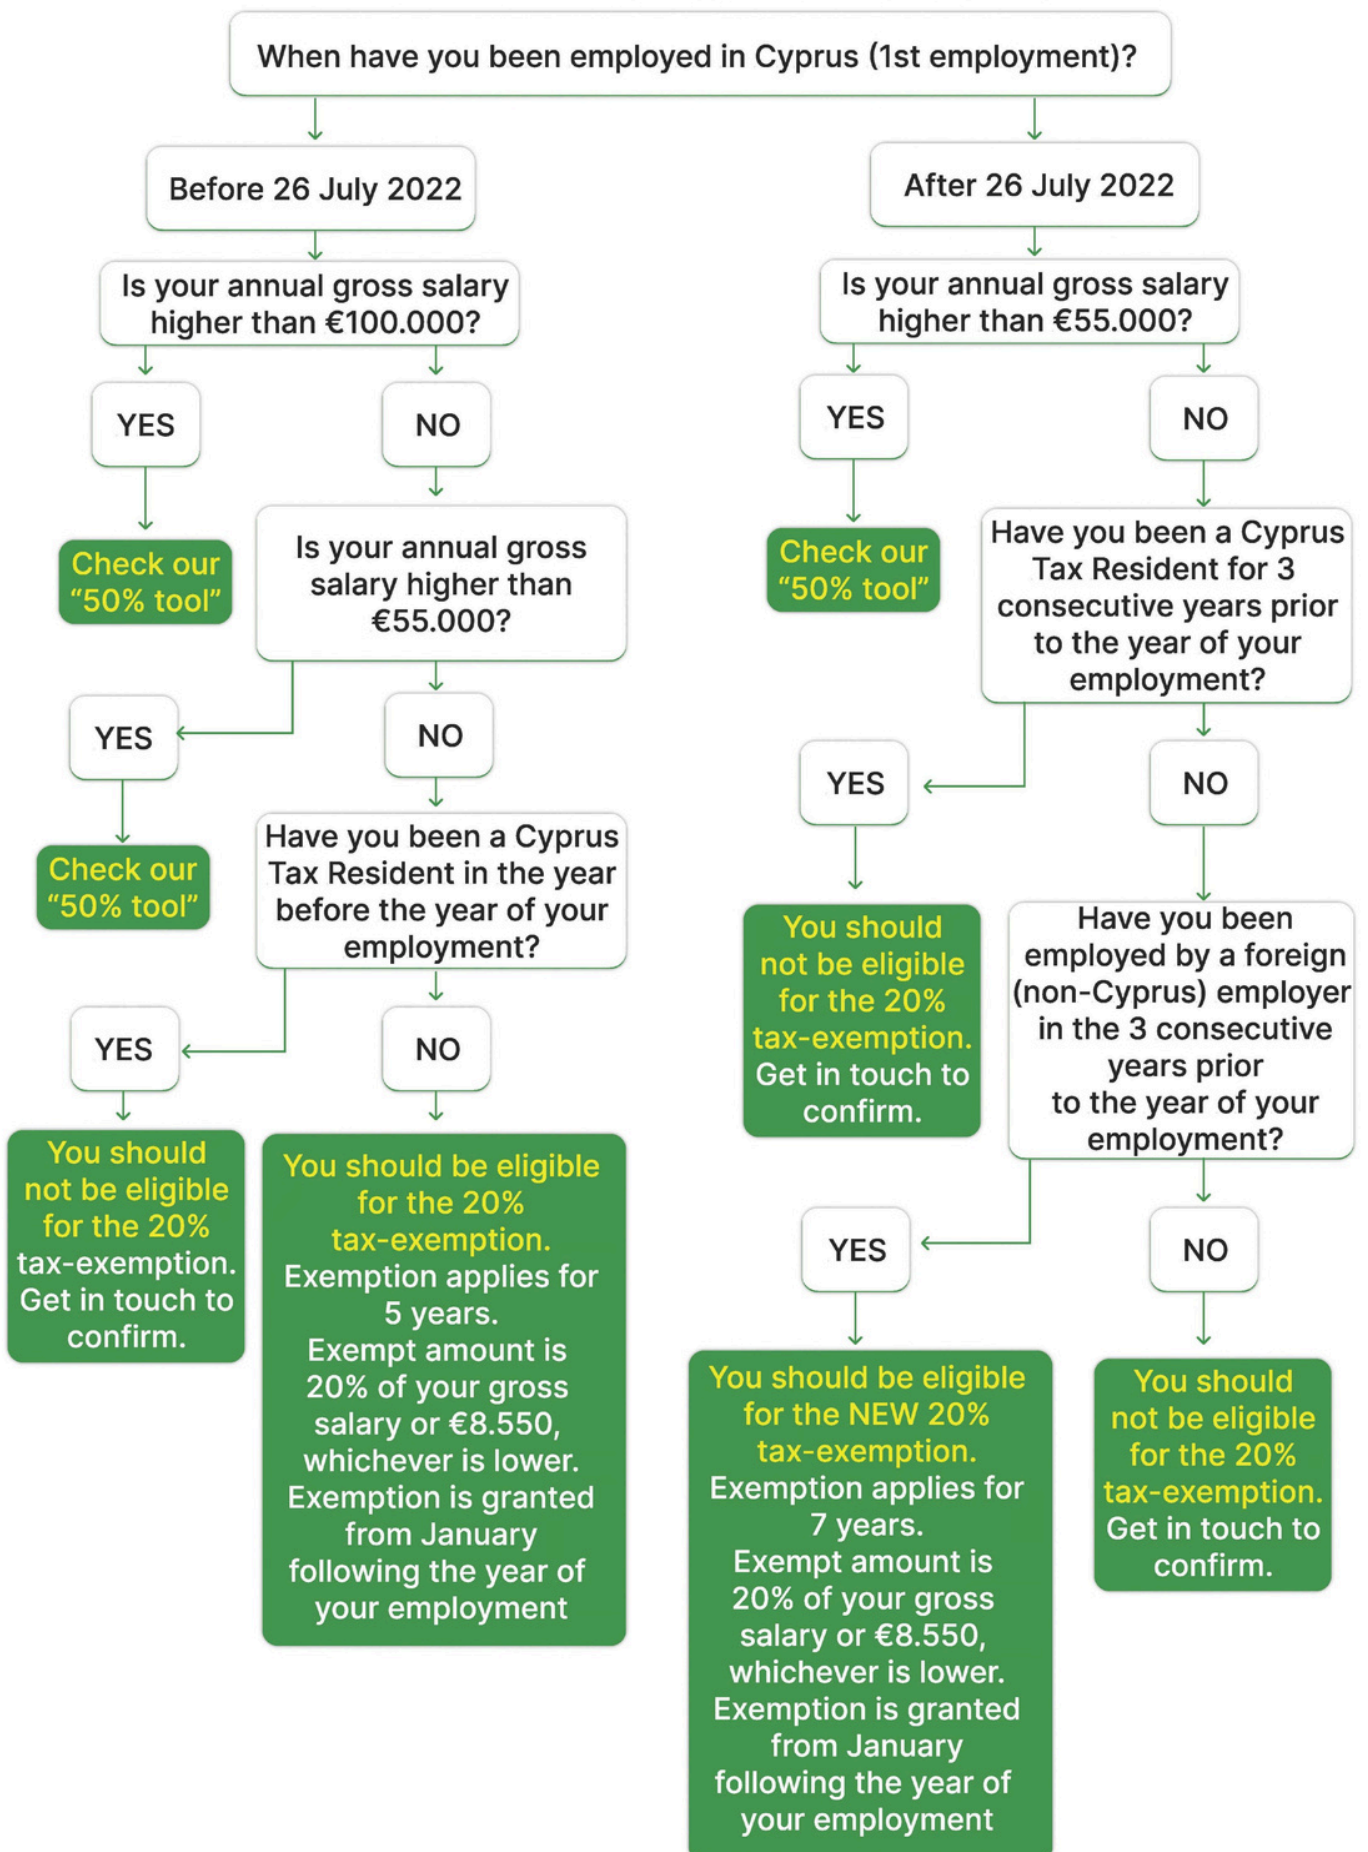 When have you been employed in Cyprus (1st employment)?
Before 26 July 2022
Is your annual gross salary
higher than €100.000?
YES
NO
Check our
“50% tool”
Is your annual gross
salary higher than
€55.000?
YES
NO
Check our
“50% tool”
Have you been a Cyprus
Tax Resident in the year
before the year of your
employment?
YES
NO
You should
not be eligible
for the 20%
tax-exemption.
Get in touch to
confirm.
You should be eligible
for the 20%
tax-exemption.
Exemption applies for
5 years.
Exempt amount is
20% of your gross
salary or €8.550,
whichever is lower.
Exemption is granted
from January
following the year of
your employment
After 26 July 2022
Is your annual gross salary
higher than €55.000?
YES
NO
Check our
“50% tool”
Have you been a Cyprus
Tax Resident for 3
consecutive years prior
to the year of your
employment?
YES
NO
You should
not be eligible
for the 20%
tax-exemption.
Get in touch to
confirm.
Have you been
employed by a foreign
(non-Cyprus) employer
in the 3 consecutive
years prior
to the year of your
employment?
YES
NO
You should be eligible
for the NEW 20%
tax-exemption.
Exemption applies for
7 years.
Exempt amount is
20% of your gross
salary or €8.550,
whichever is lower.
Exemption is granted
from January
following the year of
your employment
You should
not be eligible
for the 20%
tax-exemption.
Get in touch to
confirm.